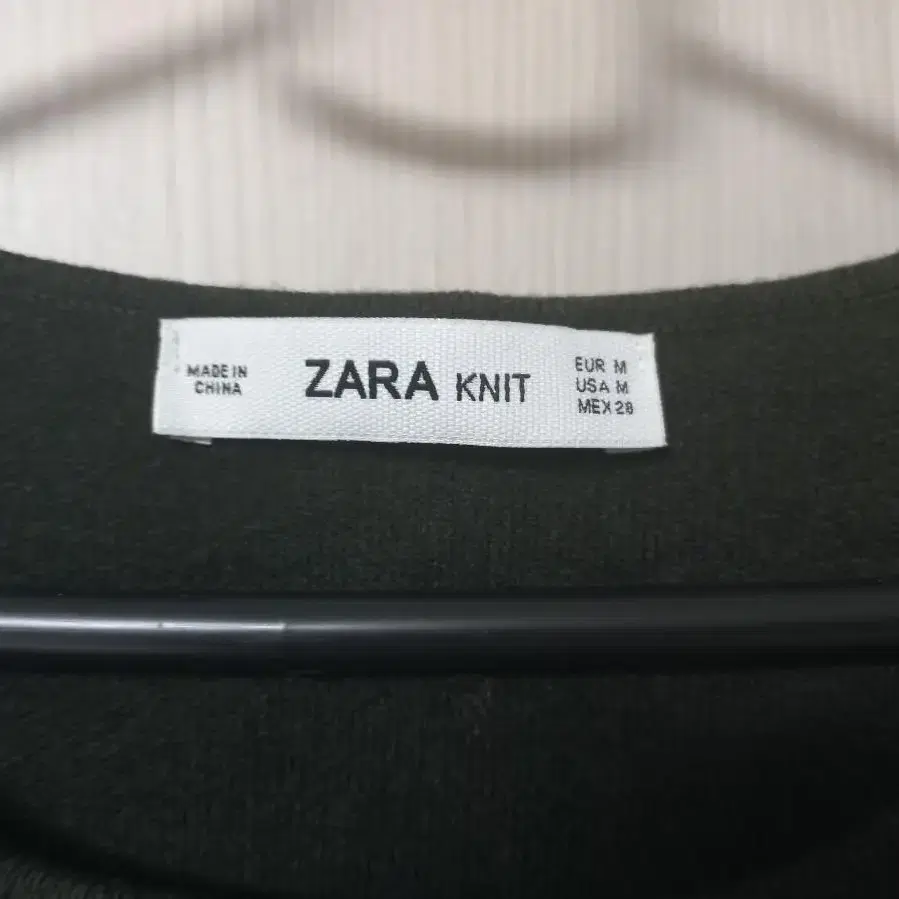 MADE IN
CHINA
ZARA KNIT
EUR M
USA M
MEX 28